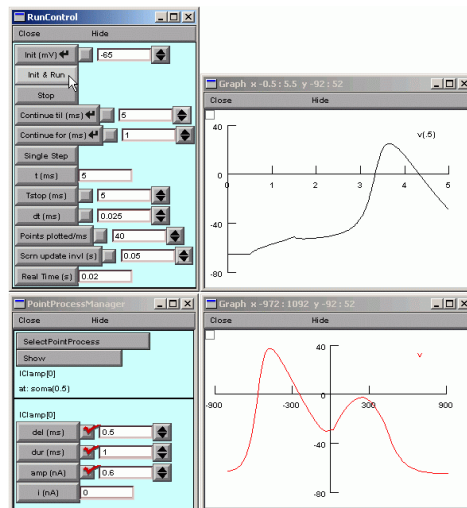 RunControl
Close Hide
Init (mV) -65
Init & Run
Stop
Continue til (ms) 5
Continue for (ms) 1
Single Step
t (ms) 5
Tstop (ms) 5
dt (ms) 0.025
Points plotted/ms 40
Scrn update invl (s) 0.05
Real Time (s) 0.02
Graph x -0.5 : 5.5 y -92 : 52
Close Hide
40
v(.5)
0 1 2 3 4 5
-40
-80
PointProcessManager
Close Hide
SelectPointProcess
Show
IClamp[0]
at: soma(0.5)
IClamp[0]
del (ms) 0.5
dur (ms) 1
amp (nA) 0.6
i (nA) 0
Graph x -972 : 1092 y -92 : 52
Close Hide
40
v
-900 -300 300 900
-40
-80